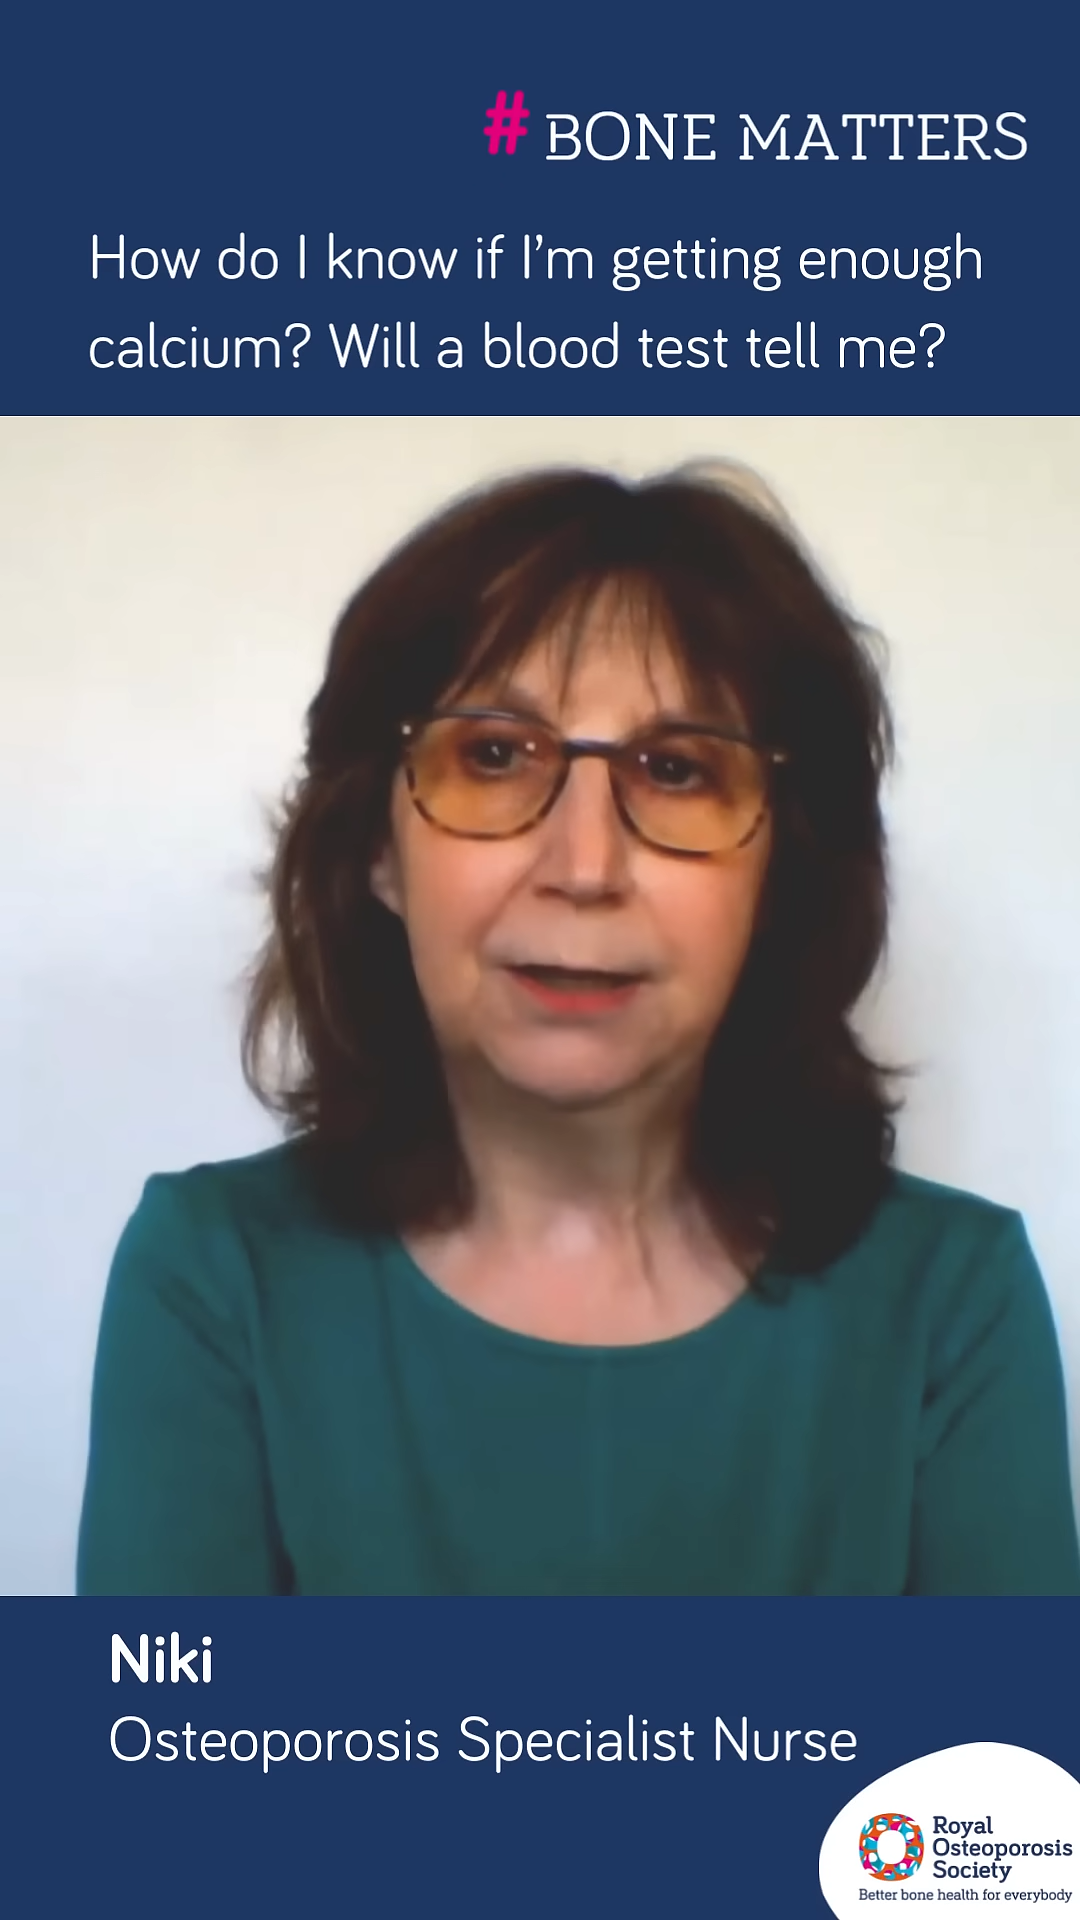 # BONE MATTERS
How do I know if I’m getting enough
calcium? Will a blood test tell me?
Niki
Osteoporosis Specialist Nurse
Royal
Osteoporosis
Society
Better bone health for everybody